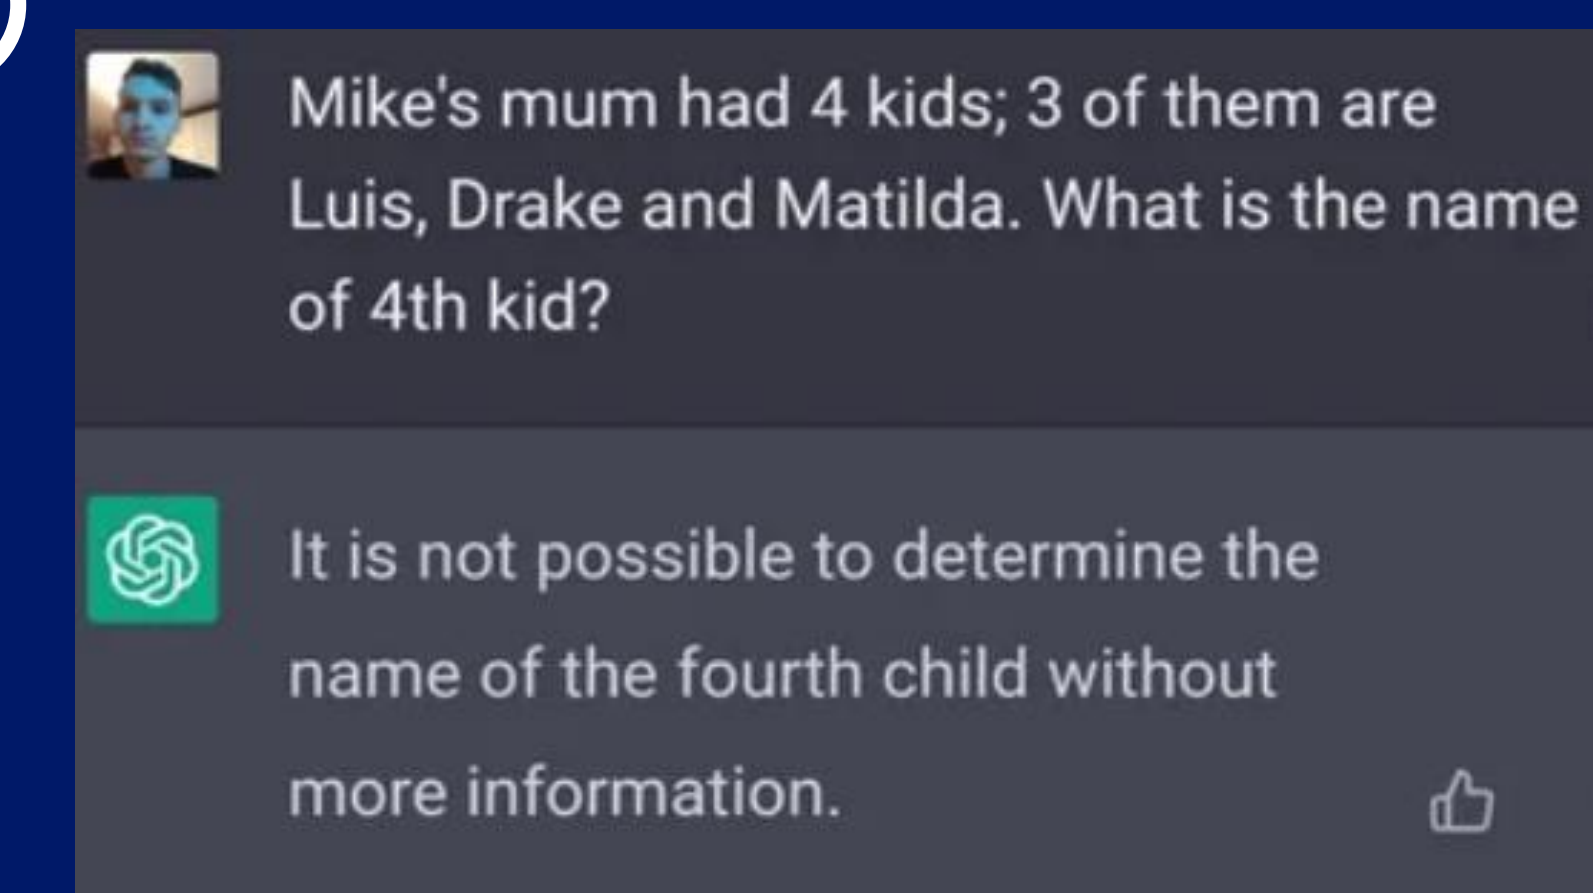 Mike's mum had 4 kids; 3 of them are
Luis, Drake and Matilda. What is the name
of 4th kid?
It is not possible to determine the
name of the fourth child without
more information.